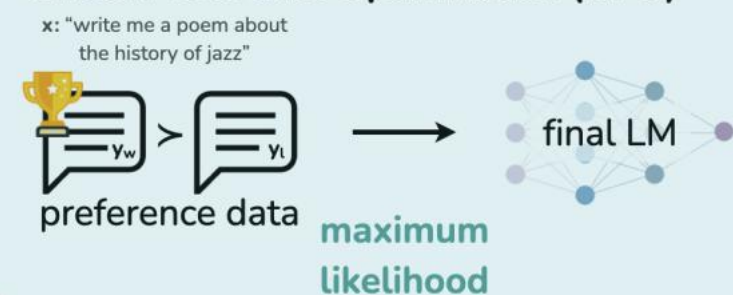 x: “write me a poem about
the history of jazz”
yw ≻ yl
final LM
preference data
maximum
likelihood